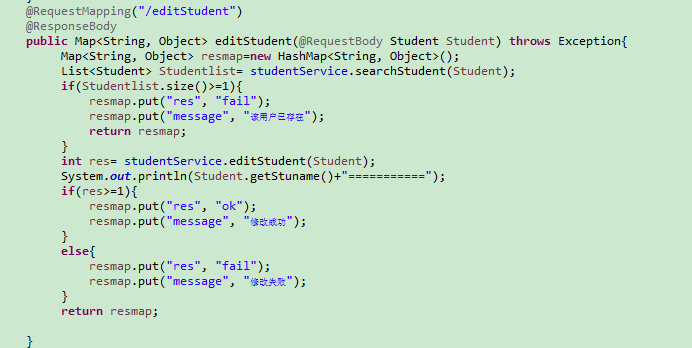 @RequestMapping("/editStudent")
@ResponseBody
public Map<String, Object> editStudent(@RequestBody Student Student) throws Exception{
Map<String, Object> resmap=new HashMap<String, Object>();
List<Student> Studentlist= studentService.searchStudent(Student);
if(Studentlist.size()>=1){
resmap.put("res", "fail");
resmap.put("message", "该用户已存在");
return resmap;
}
int res= studentService.editStudent(Student);
System.out.println(Student.getStuname()+"===========");
if(res>=1){
resmap.put("res", "ok");
resmap.put("message", "修改成功");
}
else{
resmap.put("res", "fail");
resmap.put("message", "修改失败");
}
return resmap;
}